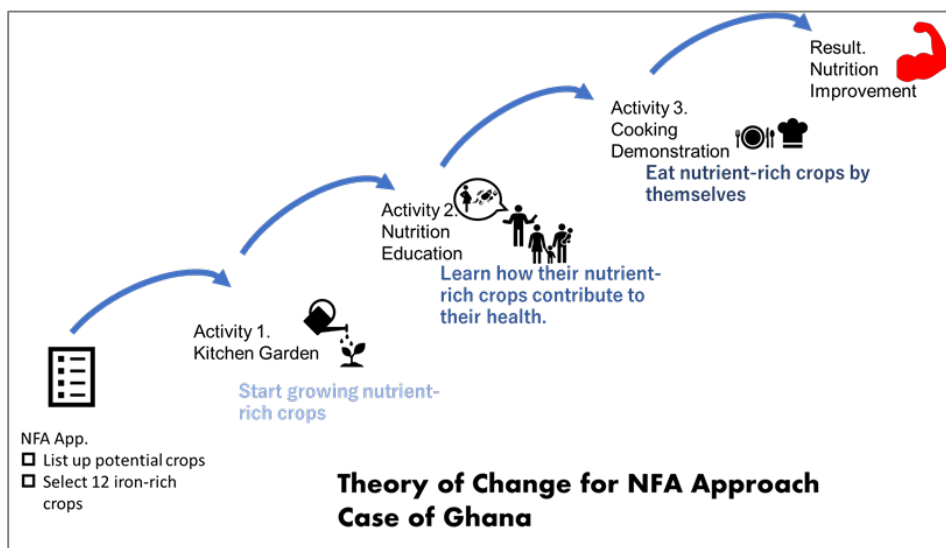 NFA App.
List up potential crops
Select 12 iron-rich
crops
Activity 1.
Kitchen Garden
Start growing nutrient-
rich crops
Activity 2.
Nutrition
Education
Learn how their nutrient-
rich crops contribute to
their health.
Activity 3.
Cooking
Demonstration
Eat nutrient-rich crops by
themselves
Result.
Nutrition
Improvement
Theory of Change for NFA Approach
Case of Ghana